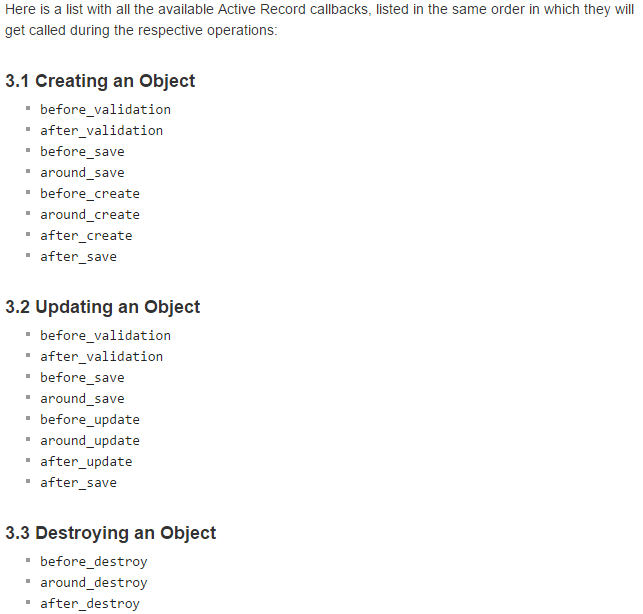 Here is a list with all the available Active Record callbacks, listed in the same order in which they will
get called during the respective operations:
3.1 Creating an Object
before_validation
after_validation
before_save
around_save
before_create
around_create
after_create
after_save
3.2 Updating an Object
before_validation
after_validation
before_save
around_save
before_update
around_update
after_update
after_save
3.3 Destroying an Object
before_destroy
around_destroy
after_destroy